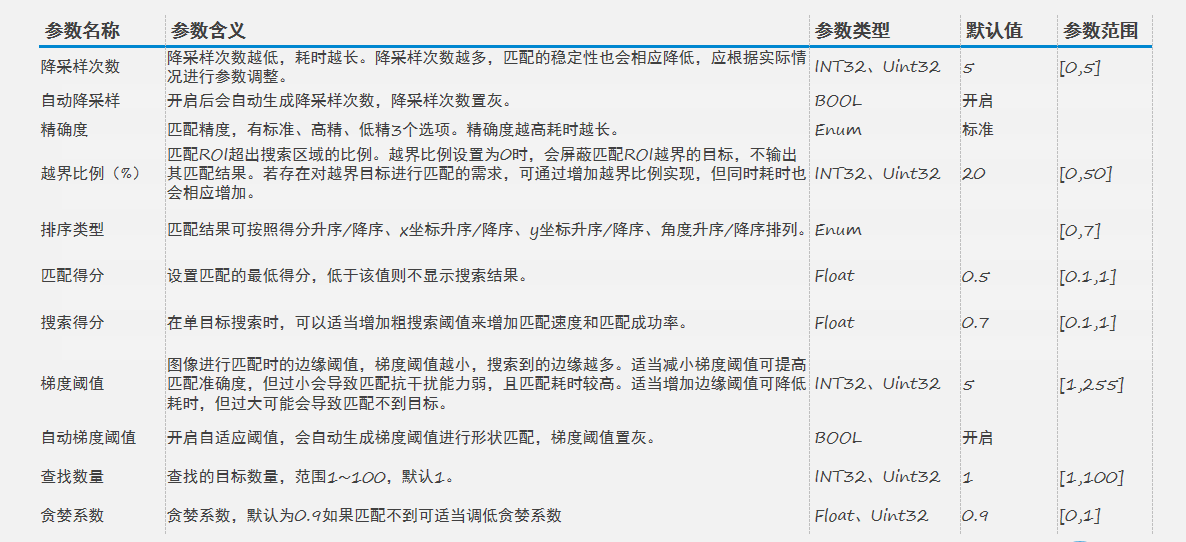 参数名称 参数含义 参数类型 默认值 参数范围
降采样次数 降采样次数越低，耗时越长。降采样次数越多，匹配的稳定性也会相应降低，应根据实际情 INT32、Uint32 5 [0,5]
况进行参数调整。
自动降采样 开启后会自动生成降采样次数，降采样次数置灰。 BOOL 开启
精确度 匹配精度，有标准、高精、低精3个选项。精确度越高耗时越长。 Enum 标准
匹配ROI超出搜索区域的比例。越界比例设置为0时，会屏蔽匹配ROI越界的目标，不输出
越界比例（%） 其匹配结果。若存在对越界目标进行匹配的需求，可通过增加越界比例实现，但同时耗时也 INT32、Uint32 20 [0,50]
会相应增加。
排序类型 匹配结果可按照得分升序/降序、x坐标升序/降序、y坐标升序/降序、角度升序/降序排列。 Enum [0,7]
匹配得分 设置匹配的最低得分，低于该值则不显示搜索结果。 Float 0.5 [0.1,1]
搜索得分 在单目标搜索时，可以适当增加粗搜索阈值来增加匹配速度和匹配成功率。 Float 0.7 [0.1,1]
图像进行匹配时的边缘阈值，梯度阈值越小，搜索到的边缘越多。适当减小梯度阈值可提高
梯度阈值 匹配准确度，但过小会导致匹配抗干扰能力弱，且匹配耗时较高。适当增加边缘阈值可降低 INT32、Uint32 5 [1,255]
耗时，但过大可能会导致匹配不到目标。
自动梯度阈值 开启自适应阈值，会自动生成梯度阈值进行形状匹配，梯度阈值置灰。 BOOL 开启
查找数量 查找的目标数量，范围1~100，默认1。 INT32、Uint32 1 [1,100]
贪婪系数 贪婪系数，默认为0.9如果匹配不到可适当调低贪婪系数 Float、Uint32 0.9 [0,1]